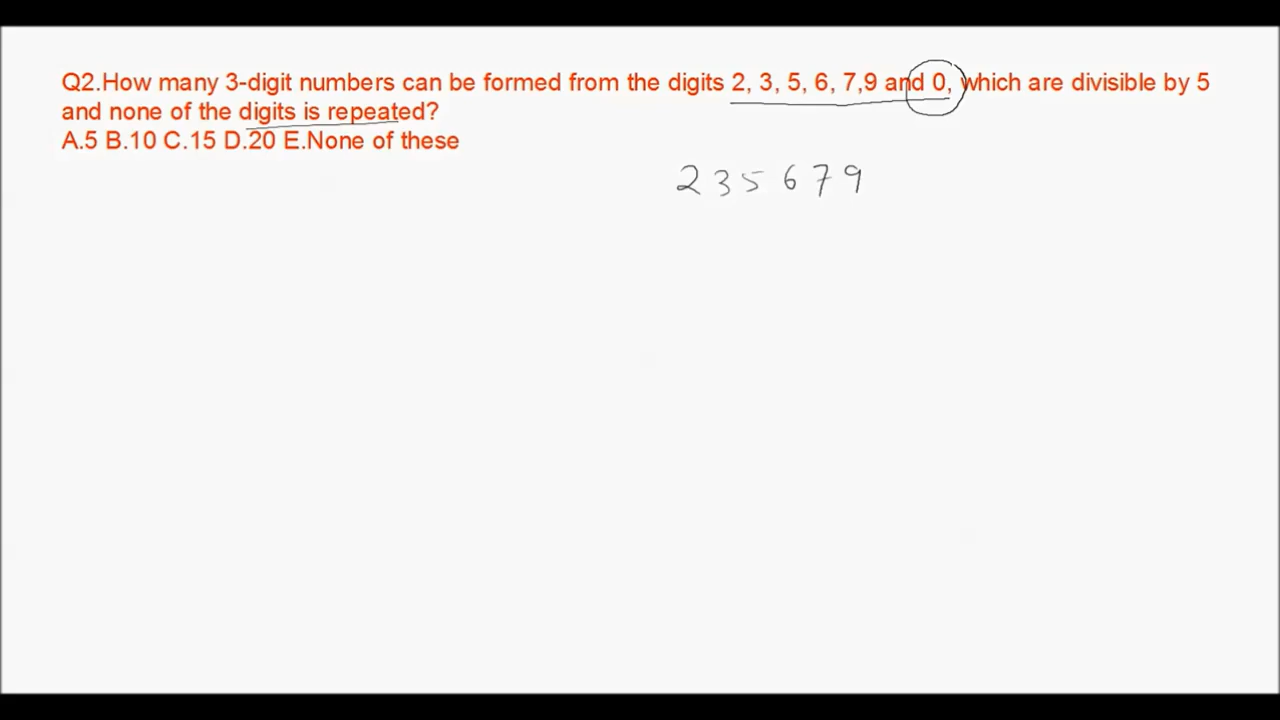 Q2.How many 3-digit numbers can be formed from the digits 2, 3, 5, 6, 7,9 and 0, which are divisible by 5
and none of the digits is repeated?
A.5 B.10 C.15 D.20 E.None of these
2 3 5 6 7 9